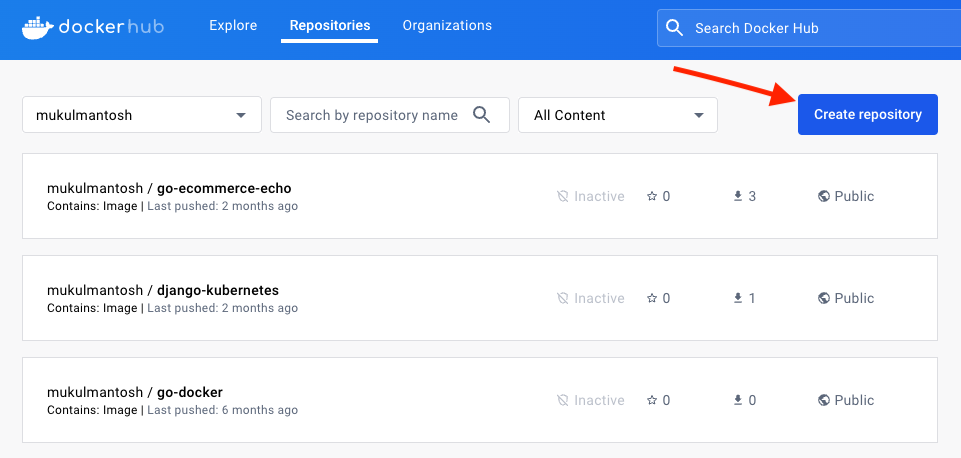 dockerhub
Explore
Repositories
Organizations
Search Docker Hub
mukulmantosh
Search by repository name
All Content
Create repository
mukulmantosh / go-ecommerce-echo
Contains: Image | Last pushed: 2 months ago
Inactive
0
3
Public
mukulmantosh / django-kubernetes
Contains: Image | Last pushed: 2 months ago
Inactive
0
1
Public
mukulmantosh / go-docker
Contains: Image | Last pushed: 6 months ago
Inactive
0
0
Public